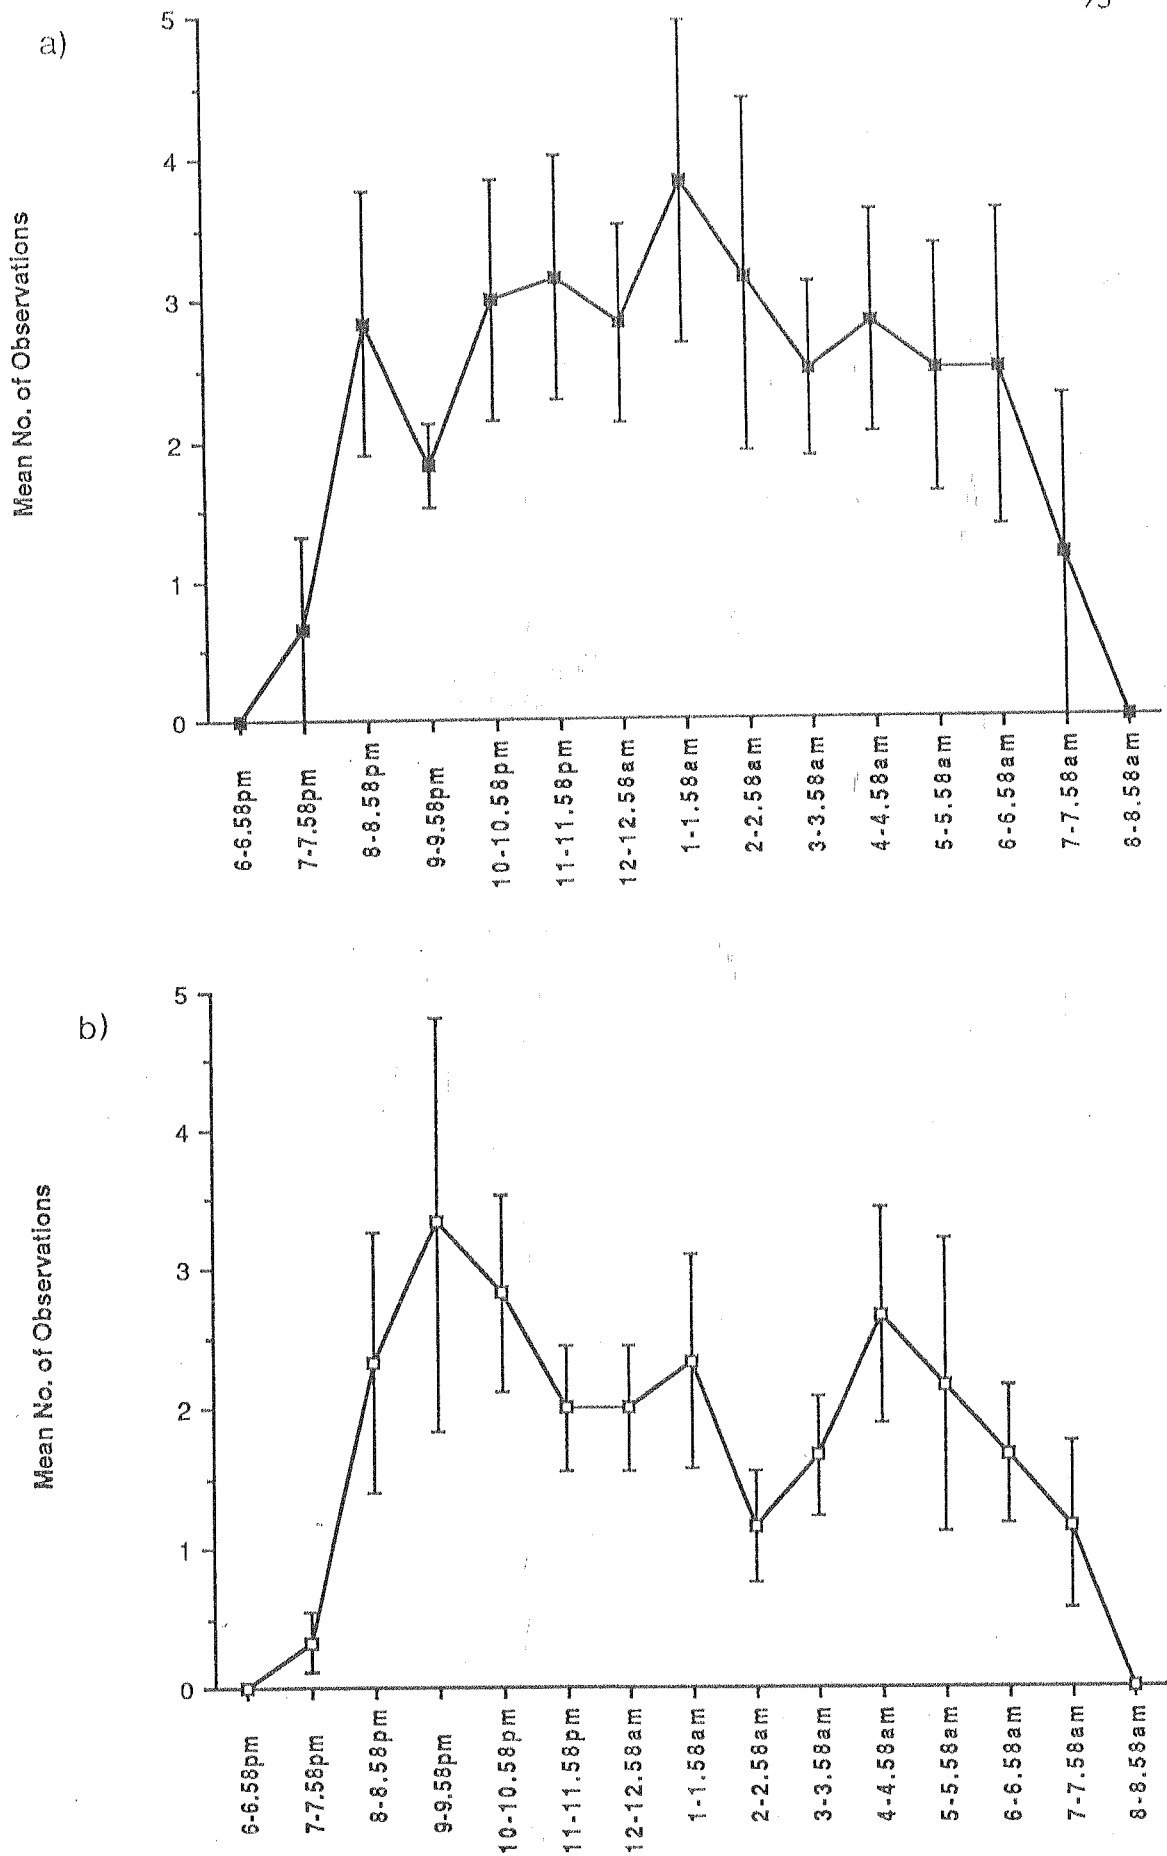 a)
Mean No. of Observations
5
4
3
2
1
0
6-6.58pm
7-7.58pm
8-8.58pm
9-9.58pm
10-10.58pm
11-11.58pm
12-12.58am
1-1.58am
2-2.58am
3-3.58am
4-4.58am
5-5.58am
6-6.58am
7-7.58am
8-8.58am
b)
Mean No. of Observations
5
4
3
2
1
0
6-6.58pm
7-7.58pm
8-8.58pm
9-9.58pm
10-10.58pm
11-11.58pm
12-12.58am
1-1.58am
2-2.58am
3-3.58am
4-4.58am
5-5.58am
6-6.58am
7-7.58am
8-8.58am